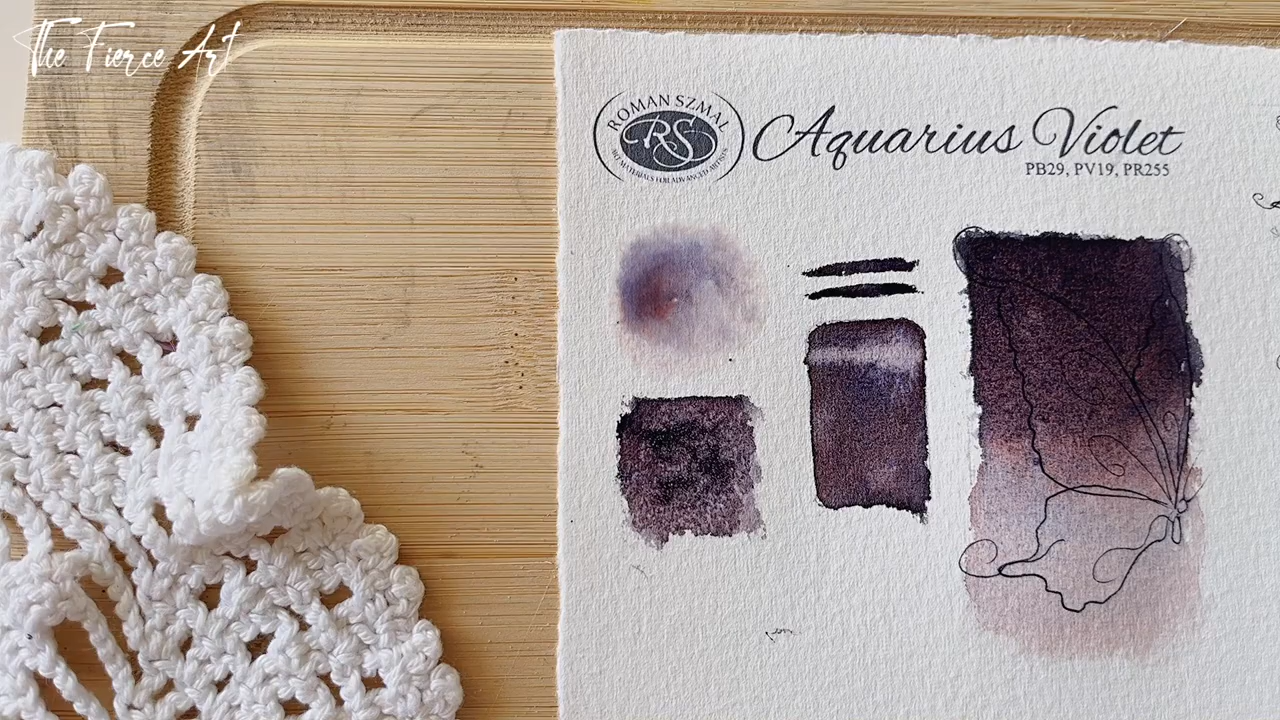 The Fierce Art
ROMAN SZMAL
RS
Aquarius Violet
PB29, PV19, PR255